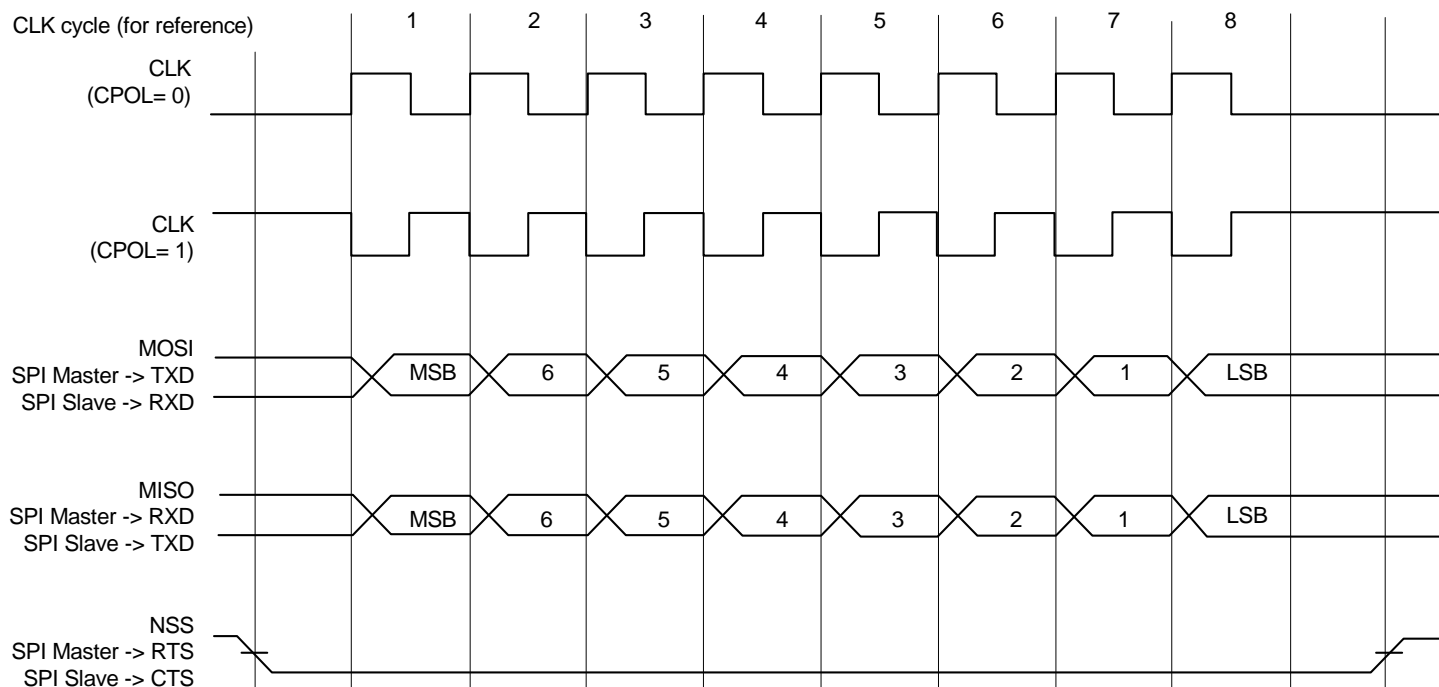 CLK cycle (for reference) 1 2 3 4 5 6 7 8
CLK
(CPOL= 0)
CLK
(CPOL= 1)
MOSI
SPI Master -> TXD
SPI Slave -> RXD
MSB 6 5 4 3 2 1 LSB
MISO
SPI Master -> RXD
SPI Slave -> TXD
MSB 6 5 4 3 2 1 LSB
NSS
SPI Master -> RTS
SPI Slave -> CTS